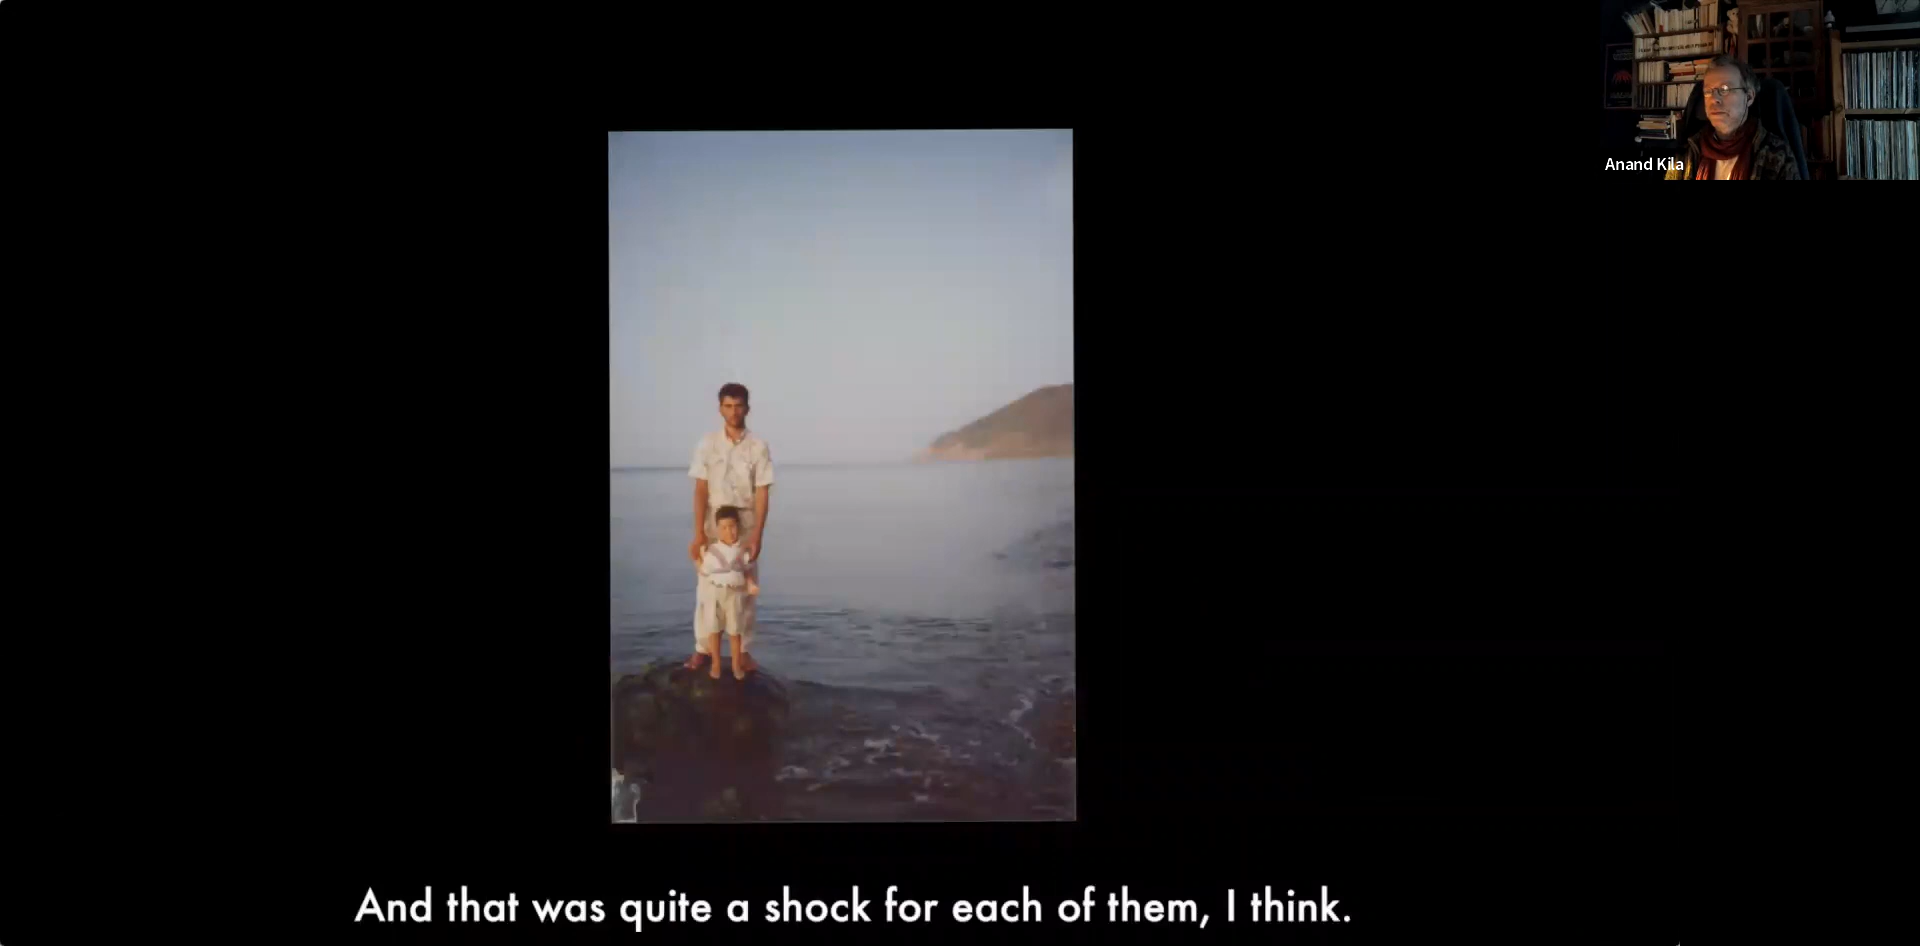 Anand Kila
And that was quite a shock for each of them, I think.